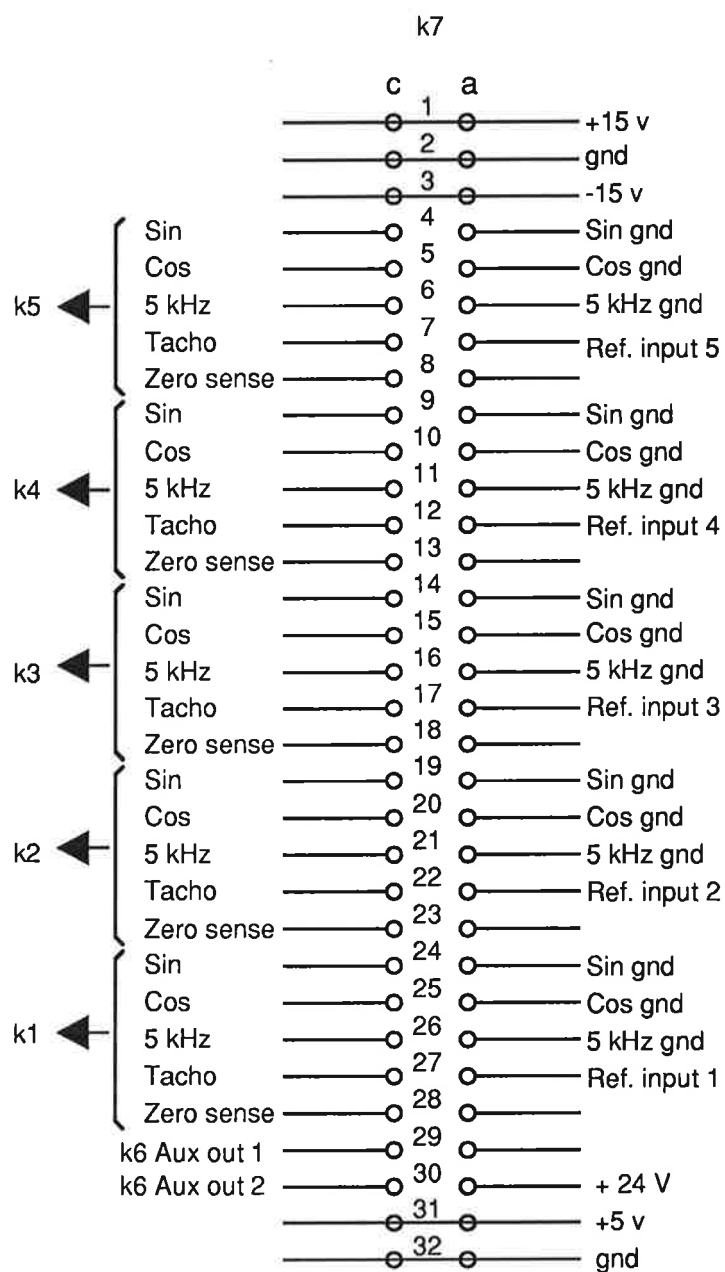 k7
c a
1 +15 v
2 gnd
3 -15 v
Sin 4 Sin gnd
Cos 5 Cos gnd
k5 5 kHz 6 5 kHz gnd
Tacho 7 Ref. input 5
Zero sense 8
Sin 9 Sin gnd
Cos 10 Cos gnd
k4 5 kHz 11 5 kHz gnd
Tacho 12 Ref. input 4
Zero sense 13
Sin 14 Sin gnd
Cos 15 Cos gnd
k3 5 kHz 16 5 kHz gnd
Tacho 17 Ref. input 3
Zero sense 18
Sin 19 Sin gnd
Cos 20 Cos gnd
k2 5 kHz 21 5 kHz gnd
Tacho 22 Ref. input 2
Zero sense 23
Sin 24 Sin gnd
Cos 25 Cos gnd
k1 5 kHz 26 5 kHz gnd
Tacho 27 Ref. input 1
Zero sense 28
k6 Aux out 1 29
k6 Aux out 2 30 + 24 V
31 +5 v
32 gnd